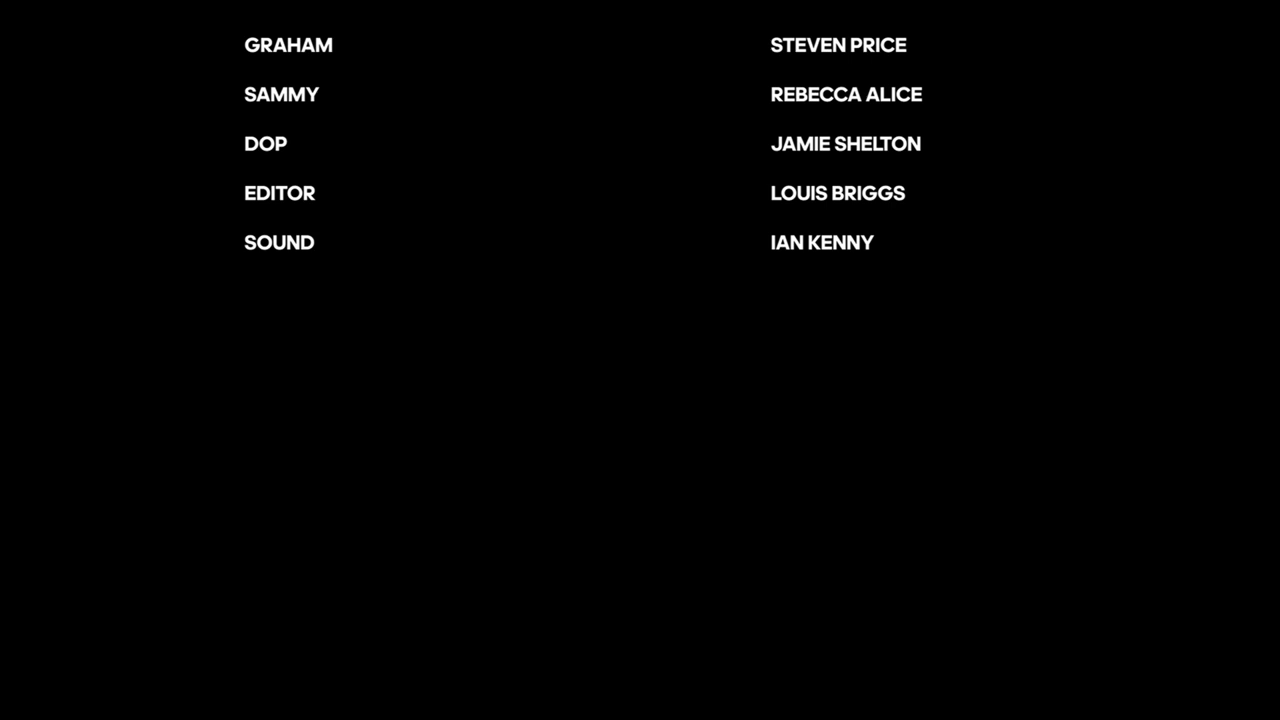 GRAHAM STEVEN PRICE
SAMMY REBECCA ALICE
DOP JAMIE SHELTON
EDITOR LOUIS BRIGGS
SOUND IAN KENNY